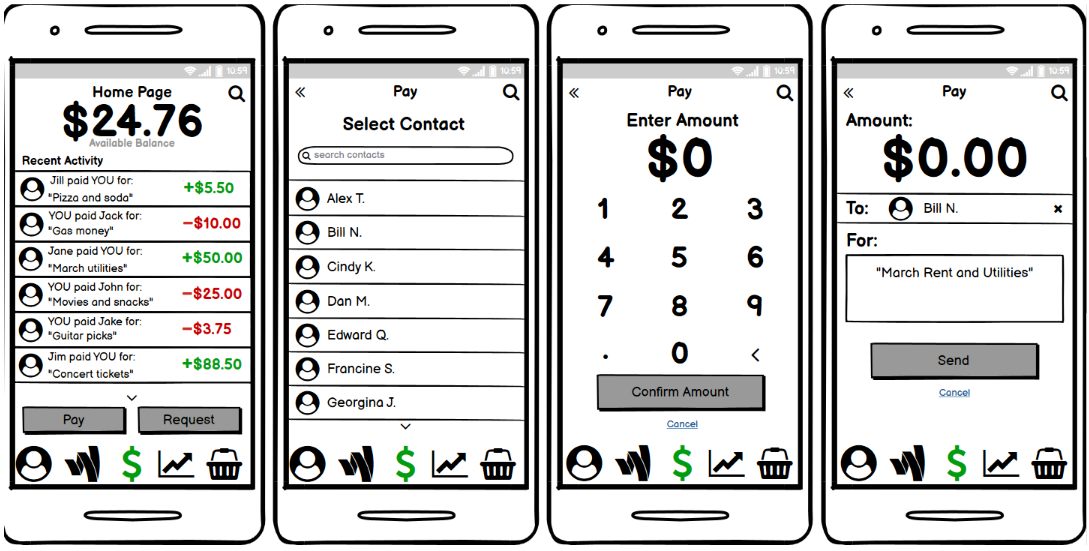 10:59
Home Page
$24.76
Available Balance
Recent Activity
Jill paid YOU for:
"Pizza and soda"
+$5.50
YOU paid Jack for:
"Gas money"
-$10.00
Jane paid YOU for:
"March utilities"
+$50.00
YOU paid John for:
"Movies and snacks"
-$25.00
YOU paid Jake for:
"Guitar picks"
-$3.75
Jim paid YOU for:
"Concert tickets"
+$88.50
Pay
Request
$
10:59
Pay
Select Contact
search contacts
Alex T.
Bill N.
Cindy K.
Dan M.
Edward Q.
Francine S.
Georgina J.
$
10:59
Pay
Enter Amount
$0
1 2 3
4 5 6
7 8 9
. 0 <
Confirm Amount
Cancel
$
10:59
Pay
Amount:
$0.00
To: Bill N. ×
For:
"March Rent and Utilities"
Send
Cancel
$